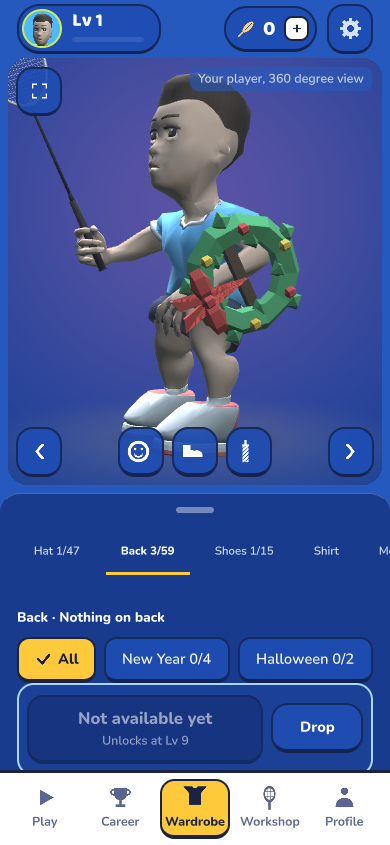 Lv 1
0
+
Your player, 360 degree view
Hat 1/47
Back 3/59
Shoes 1/15
Shirt
Back · Nothing on back
All
New Year 0/4
Halloween 0/2
Not available yet
Unlocks at Lv 9
Drop
Play
Career
Wardrobe
Workshop
Profile